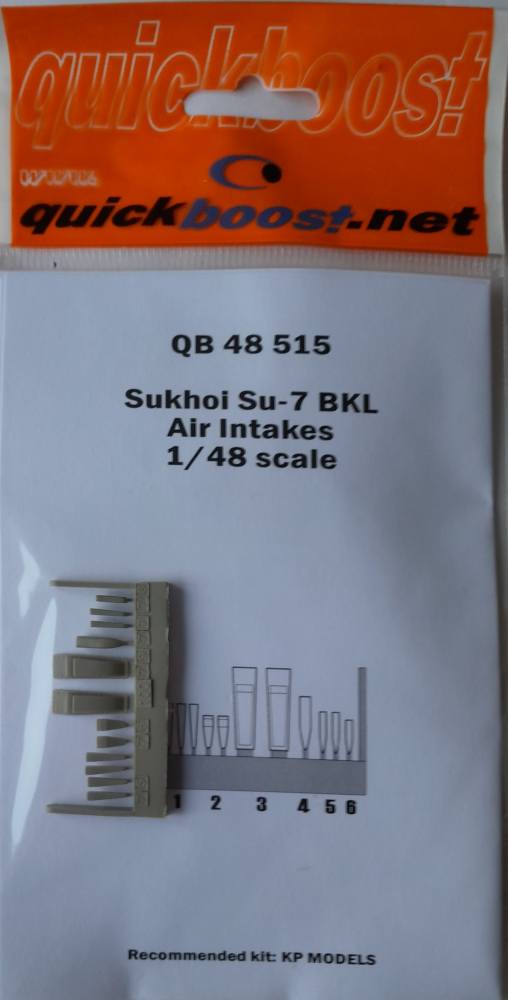 quickboost
quickboost.net
QB 48 515
Sukhoi Su-7 BKL
Air Intakes
1/48 scale
1 2 3 4 5 6
Recommended kit: KP MODELS